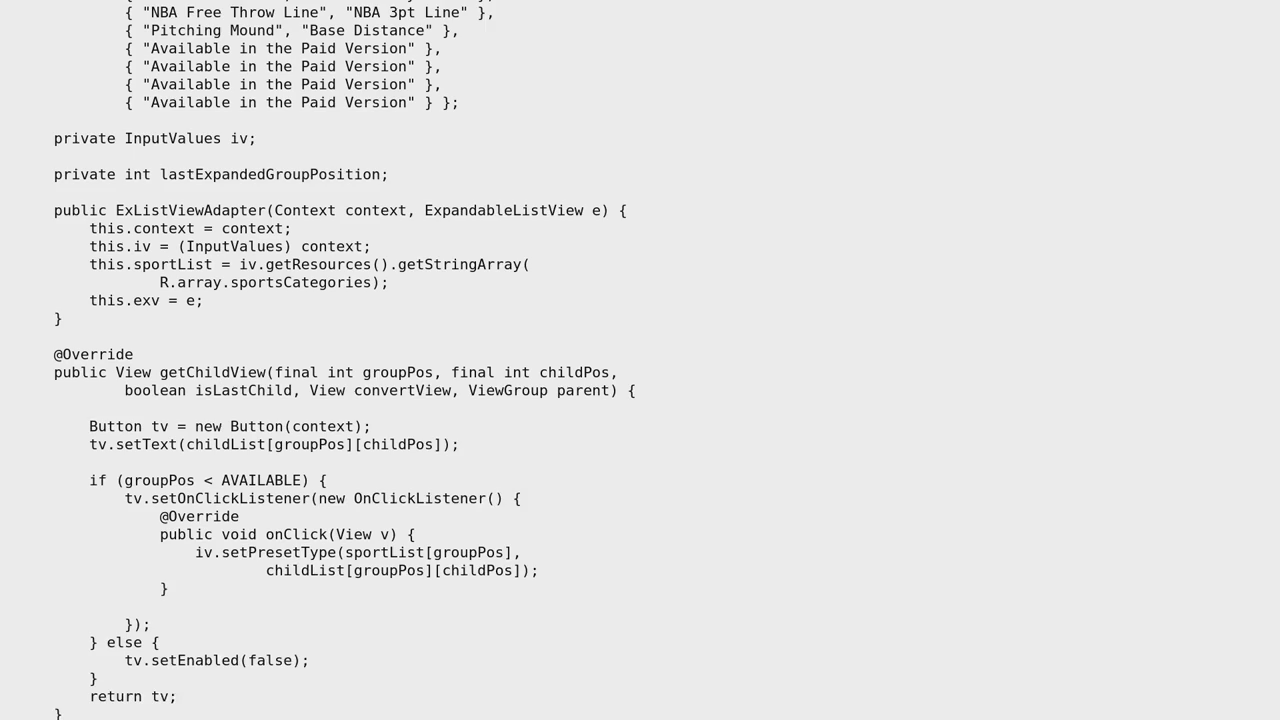 { "NBA Free Throw Line", "NBA 3pt Line" },
{ "Pitching Mound", "Base Distance" },
{ "Available in the Paid Version" },
{ "Available in the Paid Version" },
{ "Available in the Paid Version" },
{ "Available in the Paid Version" } };
private InputValues iv;
private int lastExpandedGroupPosition;
public ExListViewAdapter(Context context, ExpandableListView e) {
this.context = context;
this.iv = (InputValues) context;
this.sportList = iv.getResources().getStringArray(
R.array.sportsCategories);
this.exv = e;
}
@Override
public View getChildView(final int groupPos, final int childPos,
boolean isLastChild, View convertView, ViewGroup parent) {
Button tv = new Button(context);
tv.setText(childList[groupPos][childPos]);
if (groupPos < AVAILABLE) {
tv.setOnClickListener(new OnClickListener() {
@Override
public void onClick(View v) {
iv.setPresetType(sportList[groupPos],
childList[groupPos][childPos]);
}
});
} else {
tv.setEnabled(false);
}
return tv;
}